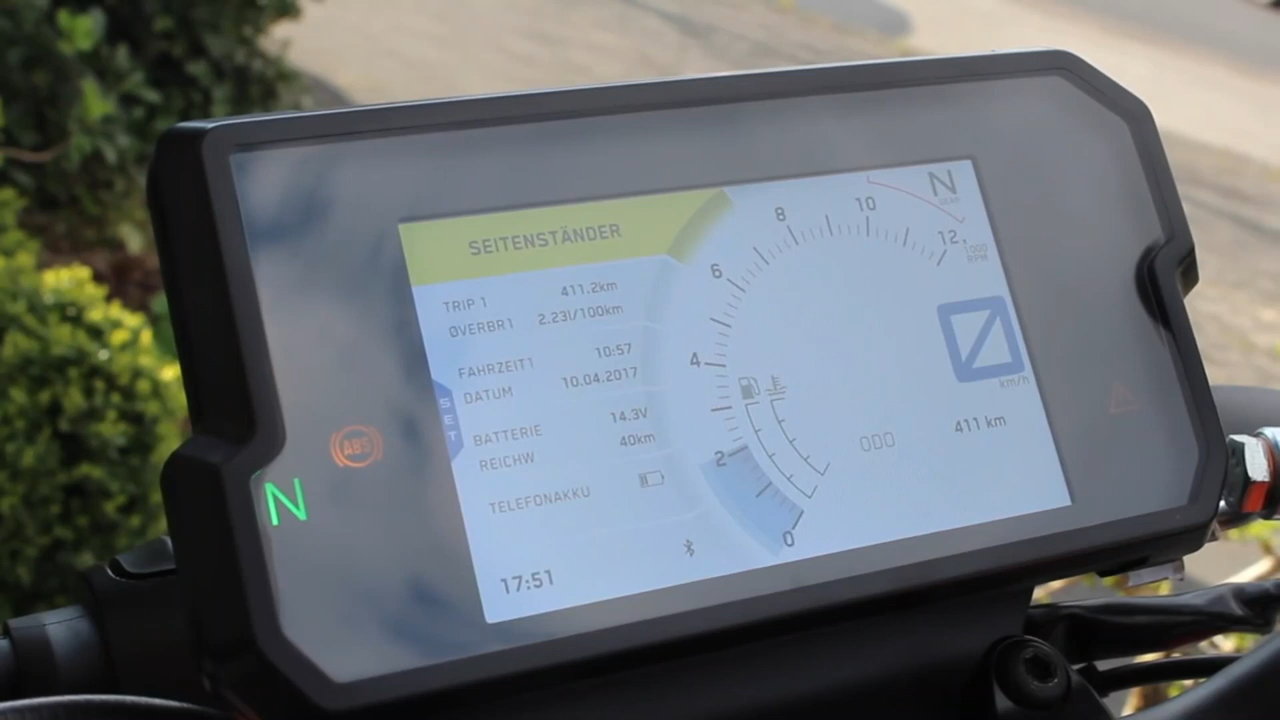 SEITENSTÄNDER
TRIP 1 411.2km
ØVERBR1 2.23l/100km
FAHRZEIT1 10:57
DATUM 10.04.2017
BATTERIE 14.3V
REICHW 40km
TELEFONAKKU
17:51
SET
ABS
N
0
2
4
6
8
10
12
1000
RPM
N
GEAR
0
km/h
ODO 411 km